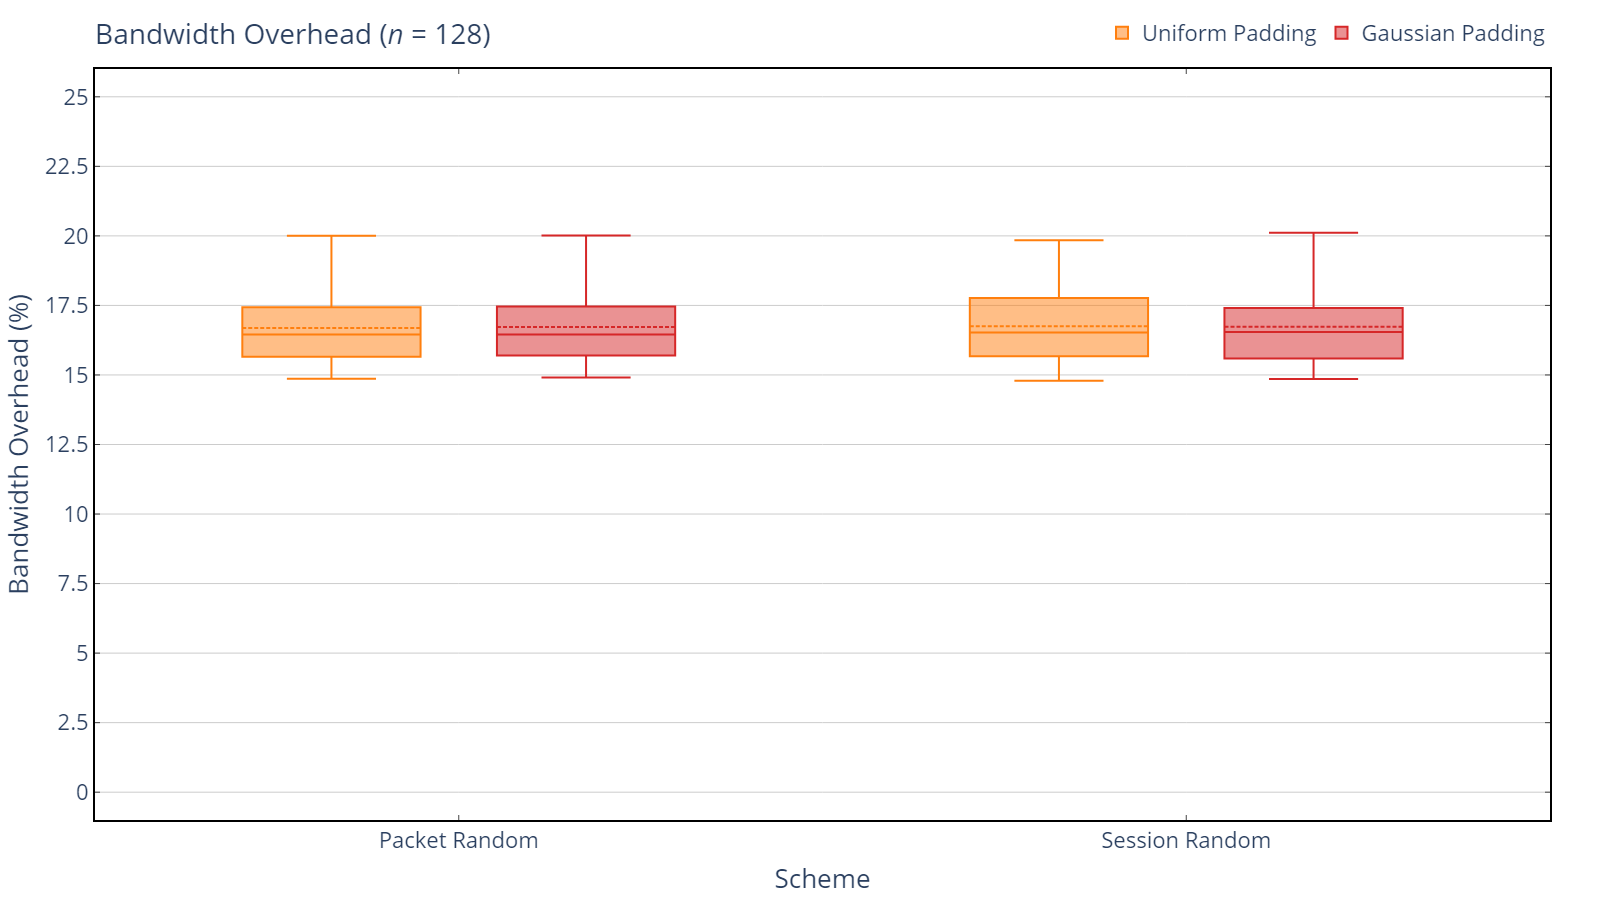 Bandwidth Overhead (n = 128)
Uniform Padding
Gaussian Padding
Bandwidth Overhead (%)
25
22.5
20
17.5
15
12.5
10
7.5
5
2.5
0
Packet Random
Session Random
Scheme